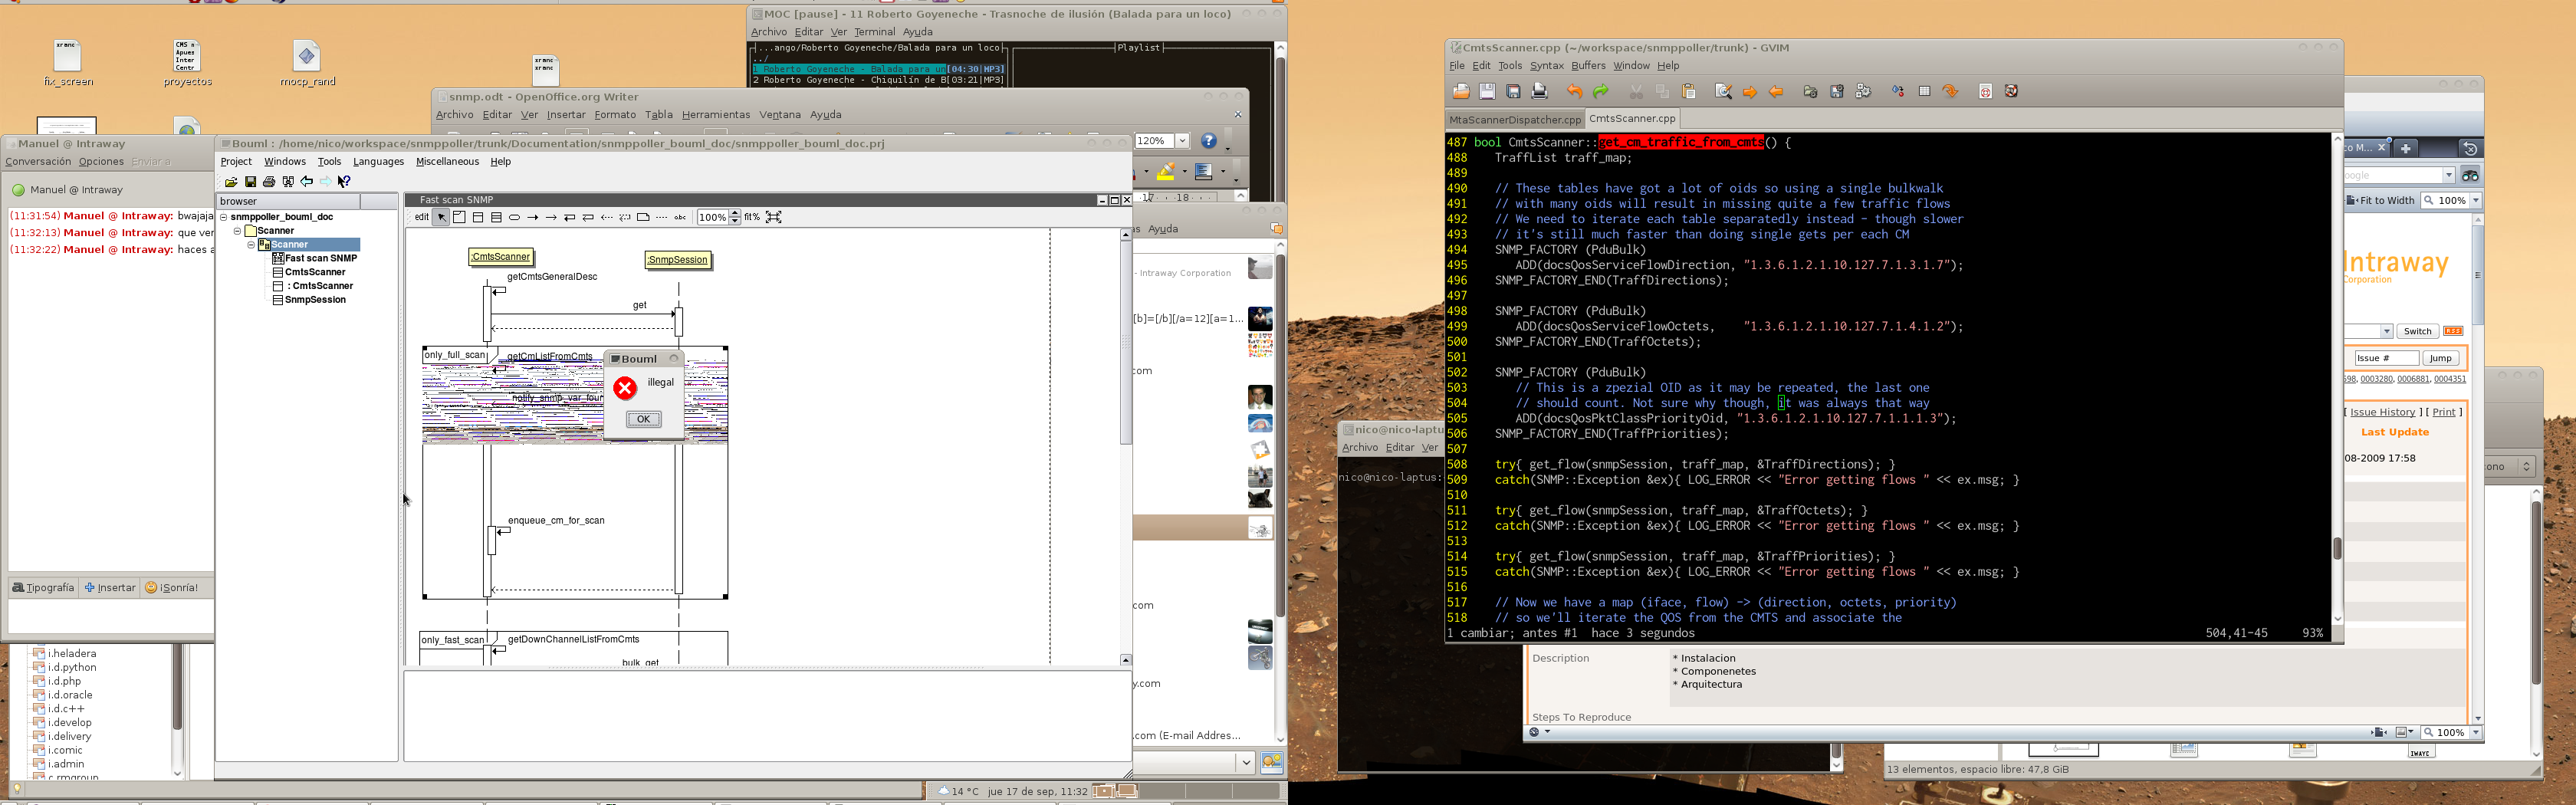 MOC [pause] - 11 Roberto Goyeneche - Trasnoche de ilusión (Balada para un loco)
Archivo Editar Ver Terminal Ayuda
...ango/Roberto Goyeneche/Balada para un loco
Playlist
../
1 Roberto Goyeneche - Balada para un[04:30|MP3]
2 Roberto Goyeneche - Chiquilín de B[03:21|MP3]
fix_screen
CMS n
Apues
Inter
Centr
proyectos
mocp_rand
xranc
xranc
snmp.odt - OpenOffice.org Writer
Archivo Editar Ver Insertar Formato Tabla Herramientas Ventana Ayuda
120%
17 · 18
Manuel @ Intraway
Conversación Opciones Enviar a
Manuel @ Intraway
(11:31:54) Manuel @ Intraway: bwajaja
(11:32:13) Manuel @ Intraway: que ver
(11:32:22) Manuel @ Intraway: haces a
Tipografía Insertar ¡Sonría!
i.heladera
i.d.python
i.d.php
i.d.oracle
i.d.c++
i.develop
i.delivery
i.comic
i.admin
c.rmgroup
Bouml : /home/nico/workspace/snmppoller/trunk/Documentation/snmppoller_bouml_doc/snmppoller_bouml_doc.prj
Project Windows Tools Languages Miscellaneous Help
browser
snmppoller_bouml_doc
Scanner
Scanner
Fast scan SNMP
CmtsScanner
: CmtsScanner
SnmpSession
Fast scan SNMP
edit
abc
100%
fit%
:CmtsScanner
:SnmpSession
getCmtsGeneralDesc
get
only_full_scan
getCmListFromCmts
notify_snmp_var_four
Bouml
illegal
OK
enqueue_cm_for_scan
only_fast_scan
getDownChannelListFromCmts
bulk_get
as Ayuda
- Intraway Corporation
[b]=[/b][/a=12][a=1...
com
com
y.com
.com (E-mail Addres...
14 °C jue 17 de sep, 11:32
CmtsScanner.cpp (~/workspace/snmppoller/trunk) - GVIM
File Edit Tools Syntax Buffers Window Help
MtaScannerDispatcher.cpp CmtsScanner.cpp
487 bool CmtsScanner::get_cm_traffic_from_cmts() {
488 TraffList traff_map;
489
490 // These tables have got a lot of oids so using a single bulkwalk
491 // with many oids will result in missing quite a few traffic flows
492 // We need to iterate each table separatedly instead - though slower
493 // it's still much faster than doing single gets per each CM
494 SNMP_FACTORY (PduBulk)
495 ADD(docsQosServiceFlowDirection, "1.3.6.1.2.1.10.127.7.1.3.1.7");
496 SNMP_FACTORY_END(TraffDirections);
497
498 SNMP_FACTORY (PduBulk)
499 ADD(docsQosServiceFlowOctets, "1.3.6.1.2.1.10.127.7.1.4.1.2");
500 SNMP_FACTORY_END(TraffOctets);
501
502 SNMP_FACTORY (PduBulk)
503 // This is a zpezial OID as it may be repeated, the last one
504 // should count. Not sure why though, it was always that way
505 ADD(docsQosPktClassPriorityOid, "1.3.6.1.2.1.10.127.7.1.1.1.3");
506 SNMP_FACTORY_END(TraffPriorities);
507
508 try{ get_flow(snmpSession, traff_map, &TraffDirections); }
509 catch(SNMP::Exception &ex){ LOG_ERROR << "Error getting flows " << ex.msg; }
510
511 try{ get_flow(snmpSession, traff_map, &TraffOctets); }
512 catch(SNMP::Exception &ex){ LOG_ERROR << "Error getting flows " << ex.msg; }
513
514 try{ get_flow(snmpSession, traff_map, &TraffPriorities); }
515 catch(SNMP::Exception &ex){ LOG_ERROR << "Error getting flows " << ex.msg; }
516
517 // Now we have a map (iface, flow) -> (direction, octets, priority)
518 // so we'll iterate the QOS from the CMTS and associate the
1 cambiar; antes #1 hace 3 segundos
504,41-45 93%
nico@nico-laptu
Archivo Editar Ver
nico@nico-laptus:
co M...
oogle
Fit to Width 100%
Intraway
Corporation
Switch
Issue # Jump
598, 0003280, 0006881, 0004351
[ Issue History ] [ Print ]
Last Update
08-2009 17:58
ono
Description
* Instalacion
* Componenetes
* Arquitectura
Steps To Reproduce
100%
IWAYC
13 elementos, espacio libre: 47,8 GiB